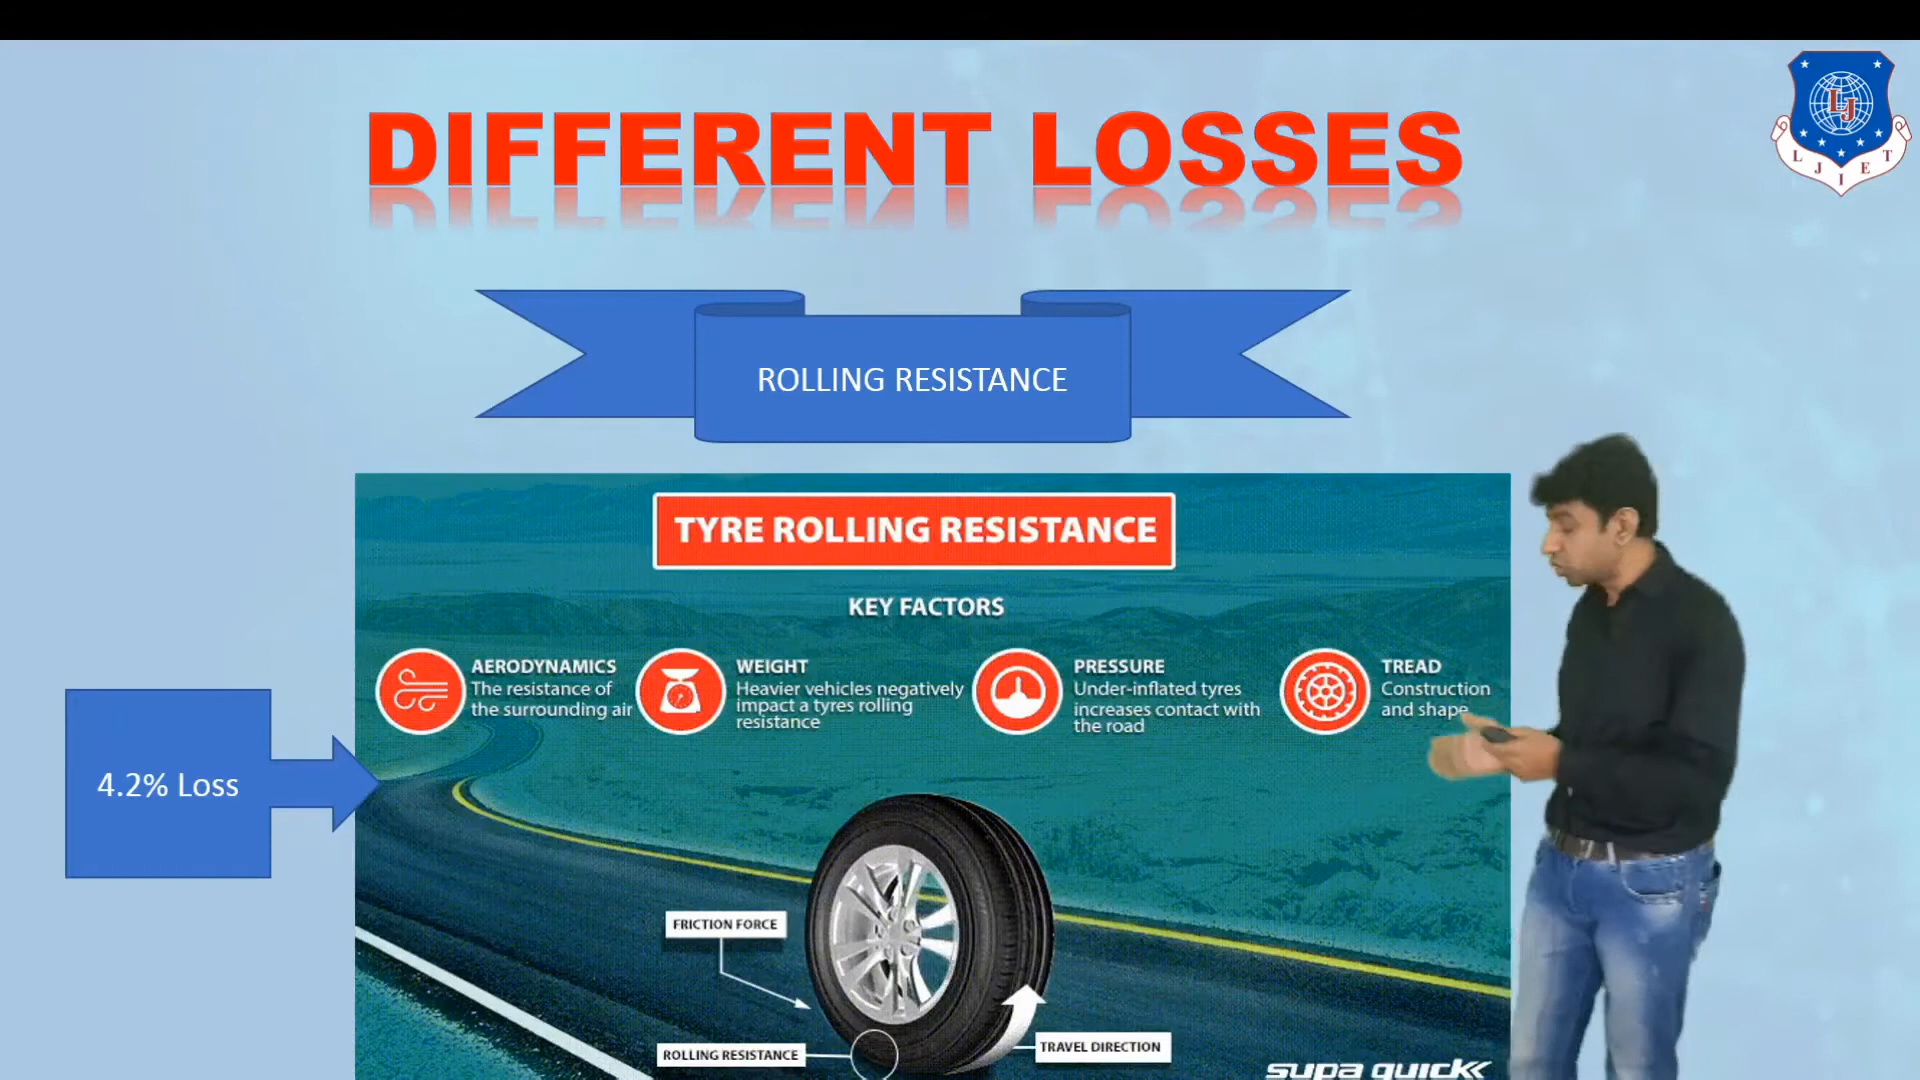 DIFFERENT LOSSES
LJ
L J I E T
ROLLING RESISTANCE
TYRE ROLLING RESISTANCE
KEY FACTORS
AERODYNAMICS
The resistance of
the surrounding air
WEIGHT
Heavier vehicles negatively
impact a tyres rolling
resistance
PRESSURE
Under-inflated tyres
increases contact with
the road
TREAD
Construction
and shape
4.2% Loss
FRICTION FORCE
ROLLING RESISTANCE
TRAVEL DIRECTION
supa quick